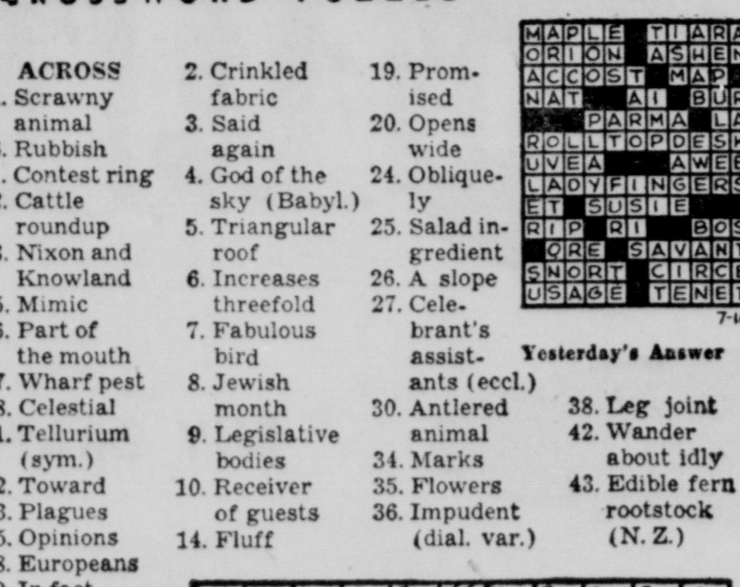 ACROSS
. Scrawny
animal
. Rubbish
. Contest ring
. Cattle
roundup
. Nixon and
Knowland
. Mimic
. Part of
the mouth
. Wharf pest
. Celestial
. Tellurium
(sym.)
. Toward
. Plagues
. Opinions
. Europeans
2. Crinkled
fabric
3. Said
again
4. God of the
sky (Babyl.)
5. Triangular
roof
6. Increases
threefold
7. Fabulous
bird
8. Jewish
month
9. Legislative
bodies
10. Receiver
of guests
14. Fluff
19. Prom-
ised
20. Opens
wide
24. Oblique-
ly
25. Salad in-
gredient
26. A slope
27. Cele-
brant's
assist-
ants (eccl.)
30. Antlered
animal
34. Marks
35. Flowers
36. Impudent
(dial. var.)
MAPLE TIARA
ORION ASHEN
ACCOST MAP
NAT AI BUR
PARMA LA
ROLLTOPDESK
UVEA AWEE
LADYFINGERS
ET SUSIE
RIP RI BOS
ORE SAVANT
SNORT CIRCE
USAGE TENET
Yesterday's Answer
38. Leg joint
42. Wander
about idly
43. Edible fern
rootstock
(N. Z.)